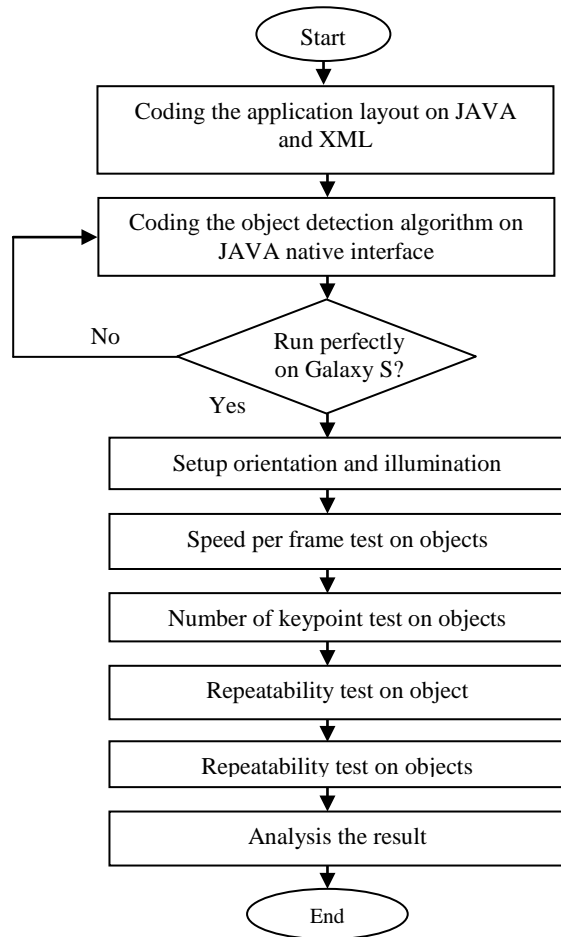 Start
Coding the application layout on JAVA
and XML
Coding the object detection algorithm on
JAVA native interface
No
Run perfectly
on Galaxy S?
Yes
Setup orientation and illumination
Speed per frame test on objects
Number of keypoint test on objects
Repeatability test on object
Repeatability test on objects
Analysis the result
End